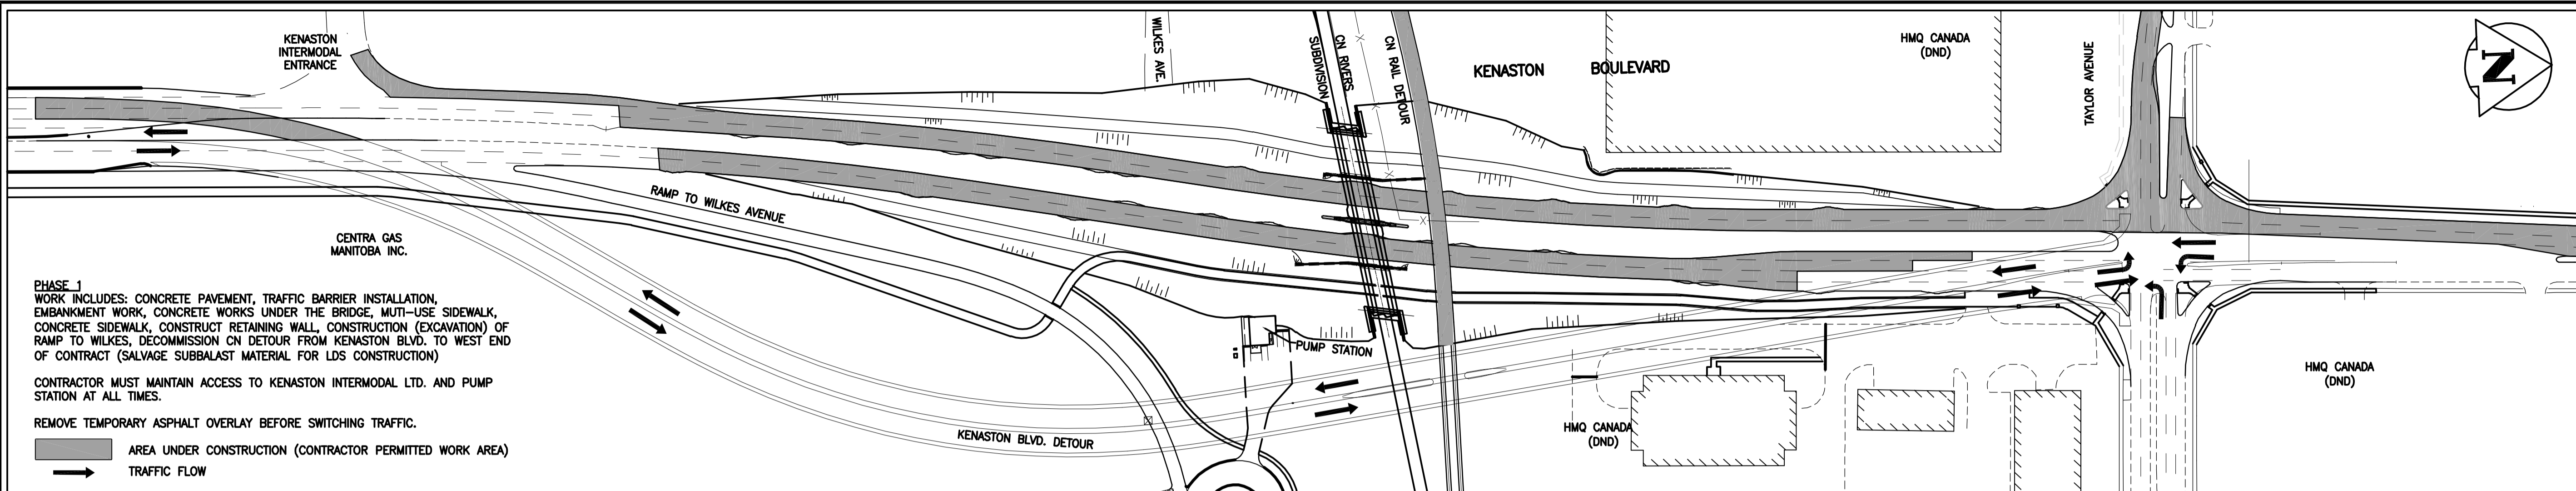 KENASTON
INTERMODAL
ENTRANCE
WILKES AVE.
SUBDIVISION
CN RIVERS
CN RAIL DETOUR
KENASTON BOULEVARD
HMQ CANADA
(DND)
TAYLOR AVENUE
N
RAMP TO WILKES AVENUE
CENTRA GAS
MANITOBA INC.
PHASE 1
WORK INCLUDES: CONCRETE PAVEMENT, TRAFFIC BARRIER INSTALLATION,
EMBANKMENT WORK, CONCRETE WORKS UNDER THE BRIDGE, MUTI-USE SIDEWALK,
CONCRETE SIDEWALK, CONSTRUCT RETAINING WALL, CONSTRUCTION (EXCAVATION) OF
RAMP TO WILKES, DECOMMISSION CN DETOUR FROM KENASTON BLVD. TO WEST END
OF CONTRACT (SALVAGE SUBBALAST MATERIAL FOR LDS CONSTRUCTION)
CONTRACTOR MUST MAINTAIN ACCESS TO KENASTON INTERMODAL LTD. AND PUMP
STATION AT ALL TIMES.
REMOVE TEMPORARY ASPHALT OVERLAY BEFORE SWITCHING TRAFFIC.
AREA UNDER CONSTRUCTION (CONTRACTOR PERMITTED WORK AREA)
TRAFFIC FLOW
PUMP STATION
KENASTON BLVD. DETOUR
HMQ CANADA
(DND)
HMQ CANADA
(DND)